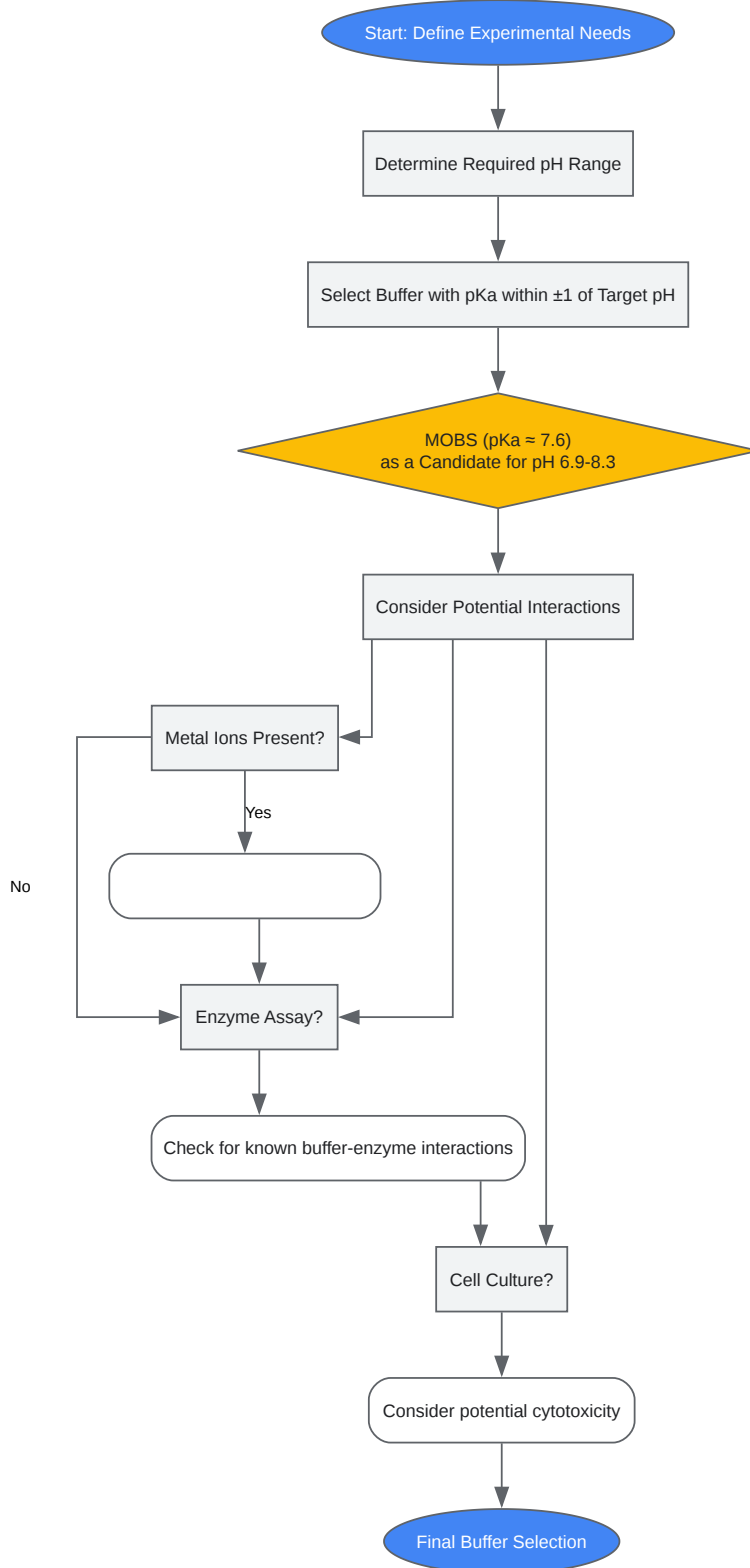 Start: Define Experimental Needs
Determine Required pH Range
Select Buffer with pKa within ±1 of Target pH
MOBS (pKa ≈ 7.6)
as a Candidate for pH 6.9-8.3
Consider Potential Interactions
Metal Ions Present?
Yes
No
Enzyme Assay?
Check for known buffer-enzyme interactions
Cell Culture?
Consider potential cytotoxicity
Final Buffer Selection